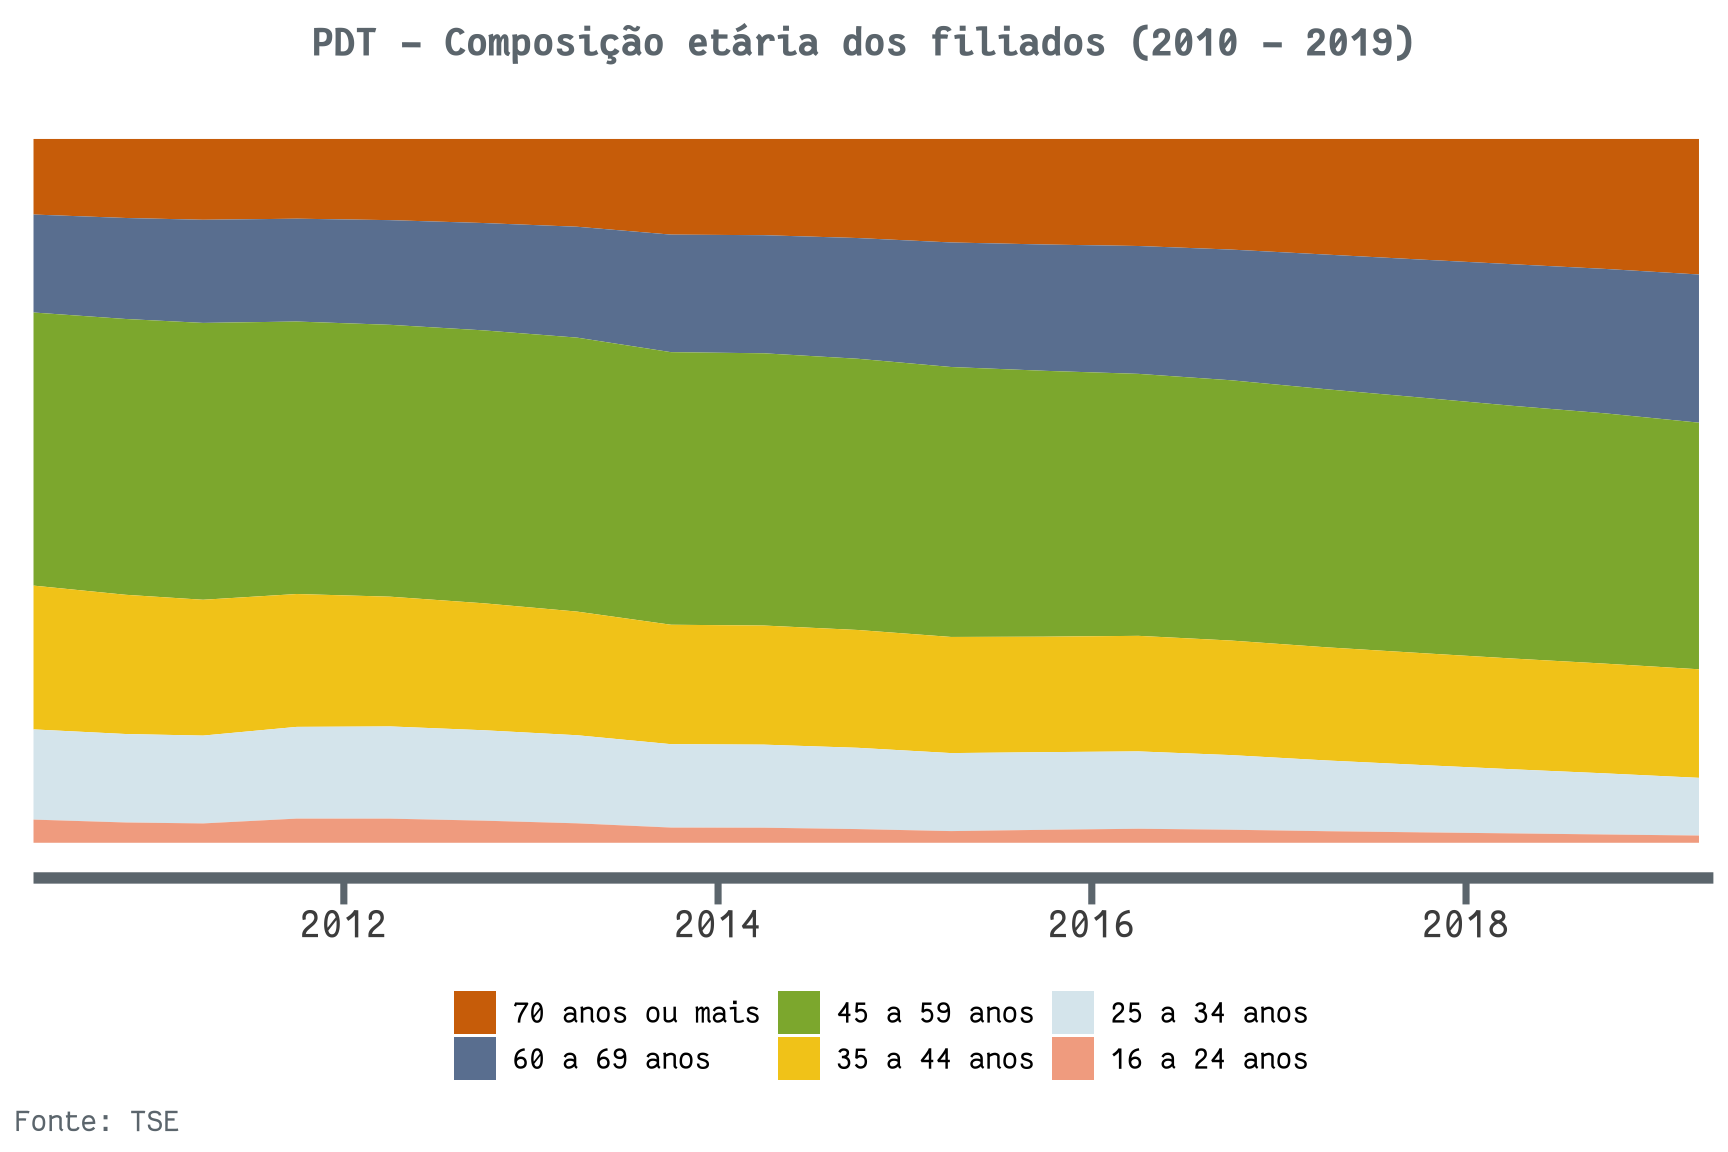 PDT – Composição etária dos filiados (2010 – 2019)
2012 2014 2016 2018
70 anos ou mais 45 a 59 anos 25 a 34 anos
60 a 69 anos 35 a 44 anos 16 a 24 anos
Fonte: TSE